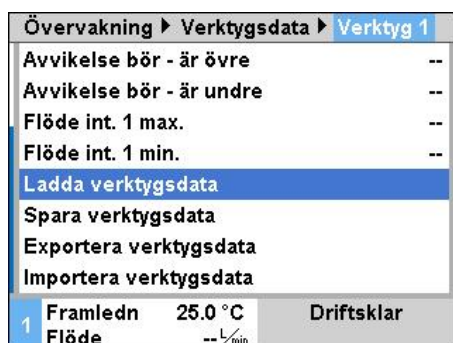 Övervakning ▶ Verktygsdata ▶ Verktyg 1
Avvikelse bör - är övre --
Avvikelse bör - är undre --
Flöde int. 1 max. --
Flöde int. 1 min. --
Ladda verktygsdata
Spara verktygsdata
Exportera verktygsdata
Importera verktygsdata
1 Framledn 25.0 °C Driftsklar
Flöde -- L/min